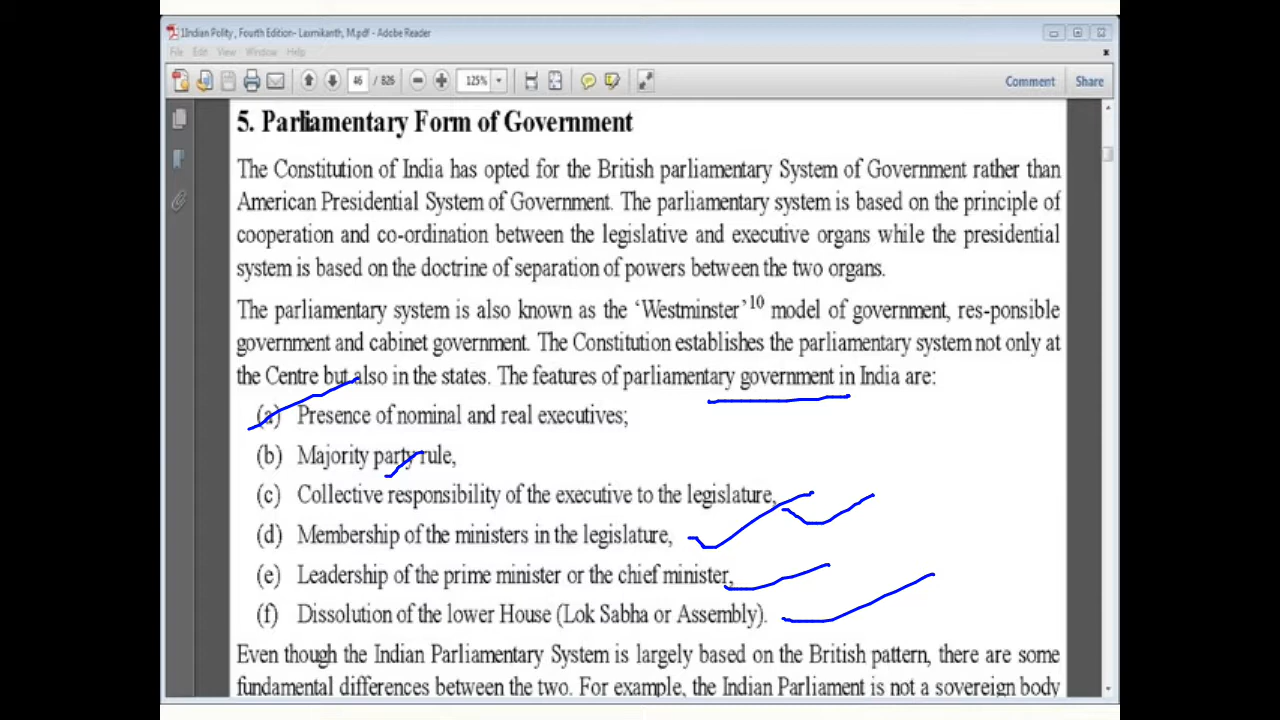 1Indian Polity, Fourth Edition- Laxmikanth, M.pdf - Adobe Reader
File Edit View Window Help
46 / 826 125% Comment Share
5. Parliamentary Form of Government
The Constitution of India has opted for the British parliamentary System of Government rather than
American Presidential System of Government. The parliamentary system is based on the principle of
cooperation and co-ordination between the legislative and executive organs while the presidential
system is based on the doctrine of separation of powers between the two organs.
The parliamentary system is also known as the ‘Westminster’10 model of government, res-ponsible
government and cabinet government. The Constitution establishes the parliamentary system not only at
the Centre but also in the states. The features of parliamentary government in India are:
(a) Presence of nominal and real executives;
(b) Majority party rule,
(c) Collective responsibility of the executive to the legislature,
(d) Membership of the ministers in the legislature,
(e) Leadership of the prime minister or the chief minister,
(f) Dissolution of the lower House (Lok Sabha or Assembly).
Even though the Indian Parliamentary System is largely based on the British pattern, there are some
fundamental differences between the two. For example, the Indian Parliament is not a sovereign body